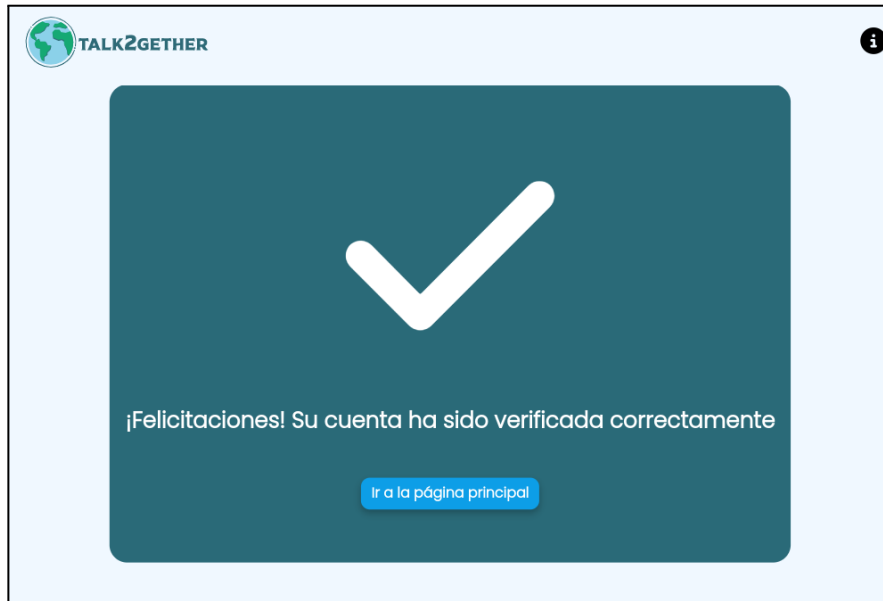 TALK2GETHER
¡Felicitaciones! Su cuenta ha sido verificada correctamente
Ir a la página principal